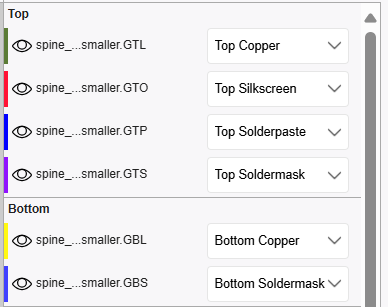 Top
spine_...smaller.GTL Top Copper
spine_...smaller.GTO Top Silkscreen
spine_...smaller.GTP Top Solderpaste
spine_...smaller.GTS Top Soldermask
Bottom
spine_...smaller.GBL Bottom Copper
spine_...smaller.GBS Bottom Soldermask